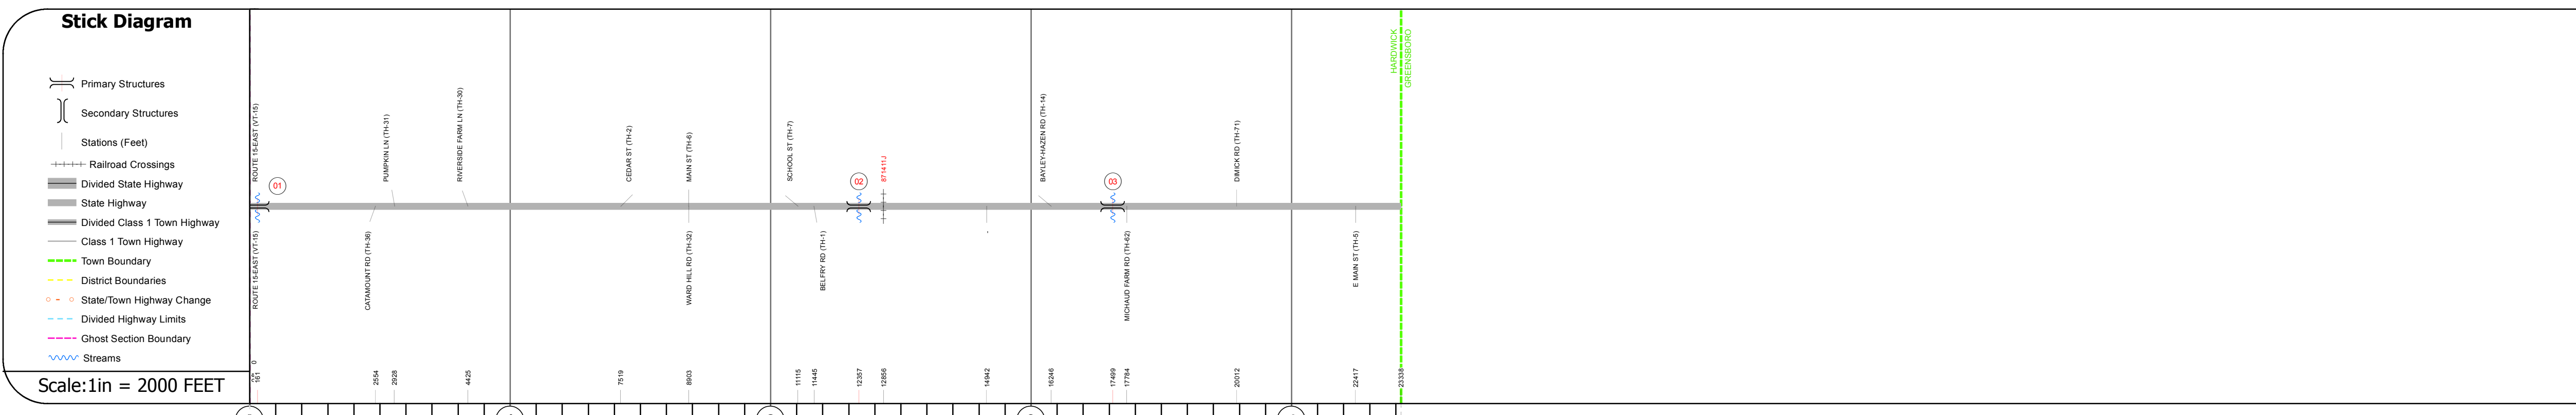 Stick Diagram
Primary Structures
Secondary Structures
Stations (Feet)
Railroad Crossings
Divided State Highway
State Highway
Divided Class 1 Town Highway
Class 1 Town Highway
Town Boundary
District Boundaries
State/Town Highway Change
Divided Highway Limits
Ghost Section Boundary
Streams
Scale:1in = 2000 FEET
ROUTE 15-EAST (VT-15)
01
PUMPKIN LN (TH-31)
RIVERSIDE FARM LN (TH-30)
CEDAR ST (TH-2)
MAIN ST (TH-6)
SCHOOL ST (TH-7)
02
871411J
BAYLEY-HAZEN RD (TH-14)
03
DIMICK RD (TH-71)
HARDWICK
GREENSBORO
ROUTE 15-EAST (VT-15)
CATAMOUNT RD (TH-36)
WARD HILL RD (TH-32)
BELFRY RD (TH-1)
MICHAUD FARM RD (TH-62)
E MAIN ST (TH-5)
0
161
2554
2928
4425
7519
8903
11115
11445
12357
12856
14942
16246
17499
17784
20012
22417
23338